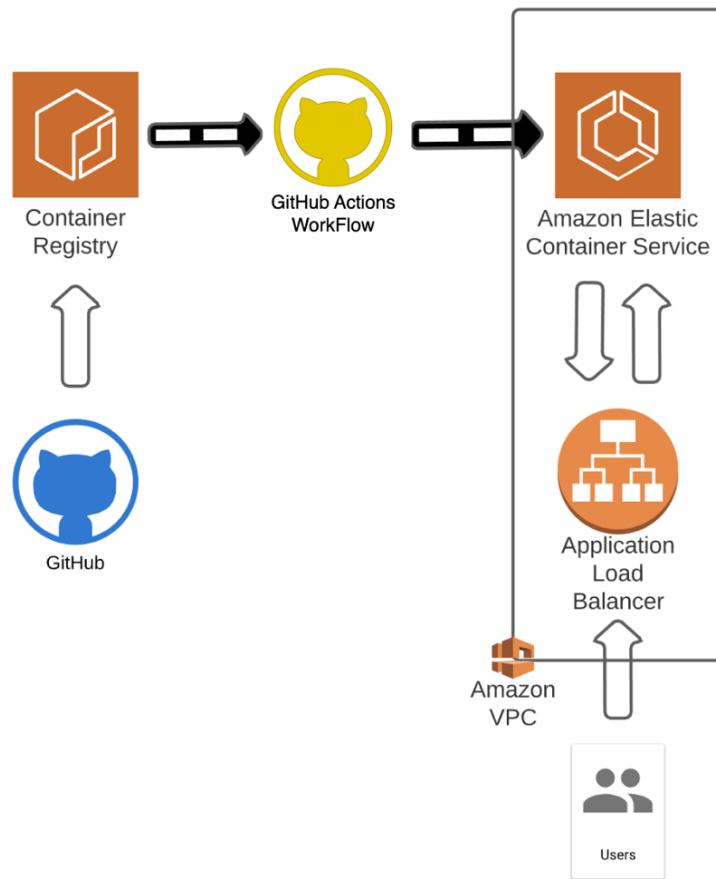 Container
Registry
GitHub Actions
WorkFlow
Amazon Elastic
Container Service
GitHub
Application
Load
Balancer
Amazon
VPC
Users